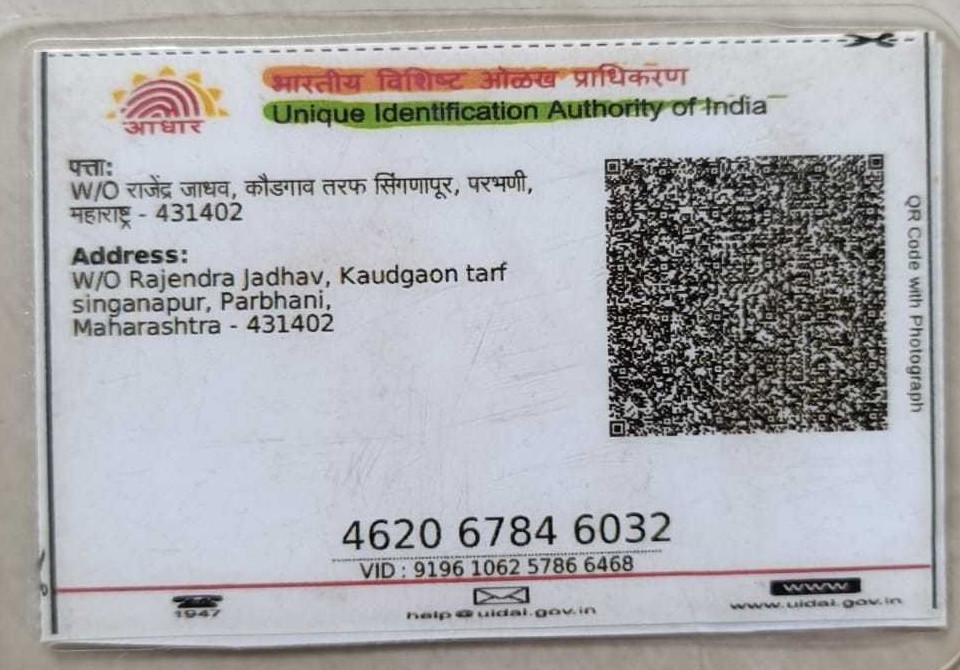 आधार
भारतीय विशिष्ट ओळख प्राधिकरण
Unique Identification Authority of India
पत्ता:
W/O राजेंद्र जाधव, कौडगाव तरफ सिंगणापूर, परभणी,
महाराष्ट्र - 431402
Address:
W/O Rajendra Jadhav, Kaudgaon tarf
singanapur, Parbhani,
Maharashtra - 431402
QR Code with Photograph
4620 6784 6032
VID : 9196 1062 5786 6468
1947
help@uidai.gov.in
www
www.uidai.gov.in